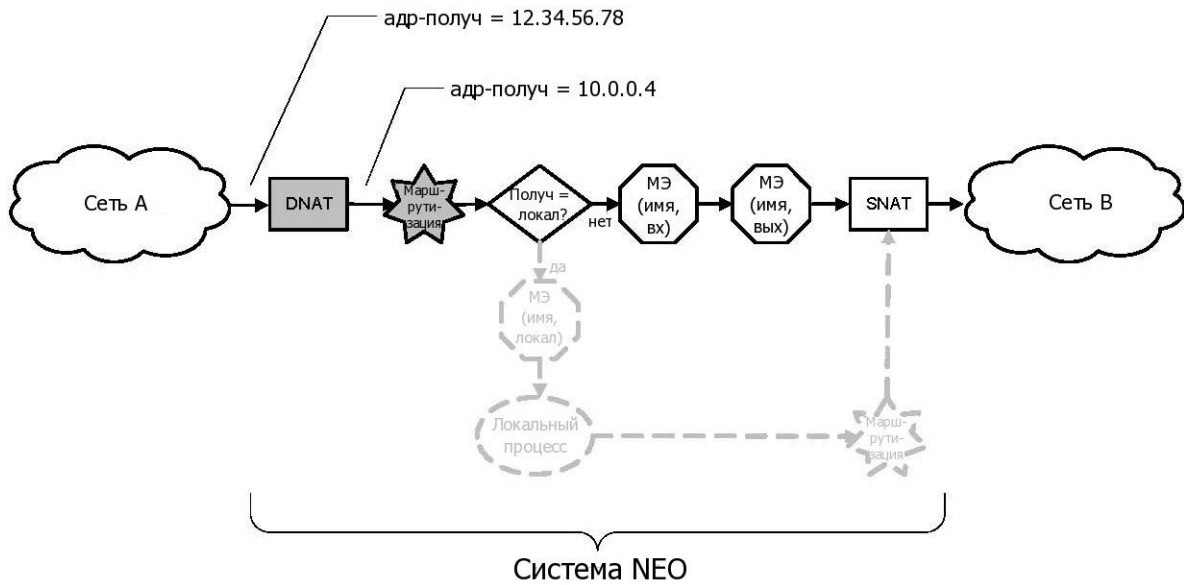 адр-получ = 12.34.56.78
адр-получ = 10.0.0.4
Сеть А
DNAT
Марш-
рути-
зация
Получ =
локал?
нет
МЭ
(имя,
вх)
МЭ
(имя,
вых)
SNAT
Сеть В
да
МЭ
(имя,
локал)
Локальный
процесс
Марш-
рути-
зация
Система NEO